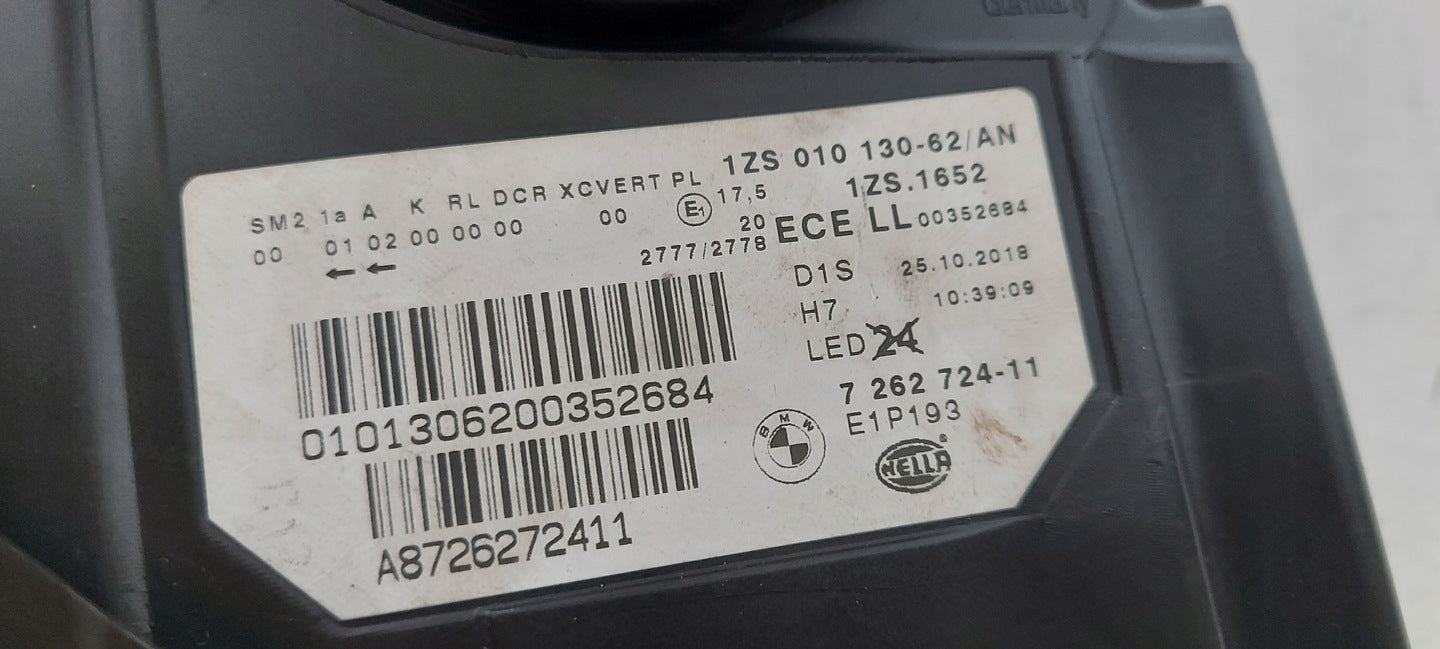 Germany
SM2 1a A K RL DCR XCVERT PL 1ZS 010 130-62/AN
00 01 02 00 00 00 00 E1 17,5 1ZS.1652
← ← 20 ECE LL 00352684
2777/2778
D1S 25.10.2018
H7 10:39:09
LED 24
0101306200352684
7 262 724-11
E1P193
BMW
HELLA ®
A8726272411